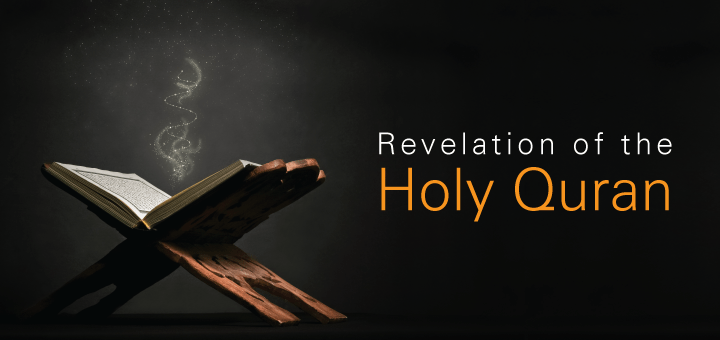 Revelation of the
Holy Quran